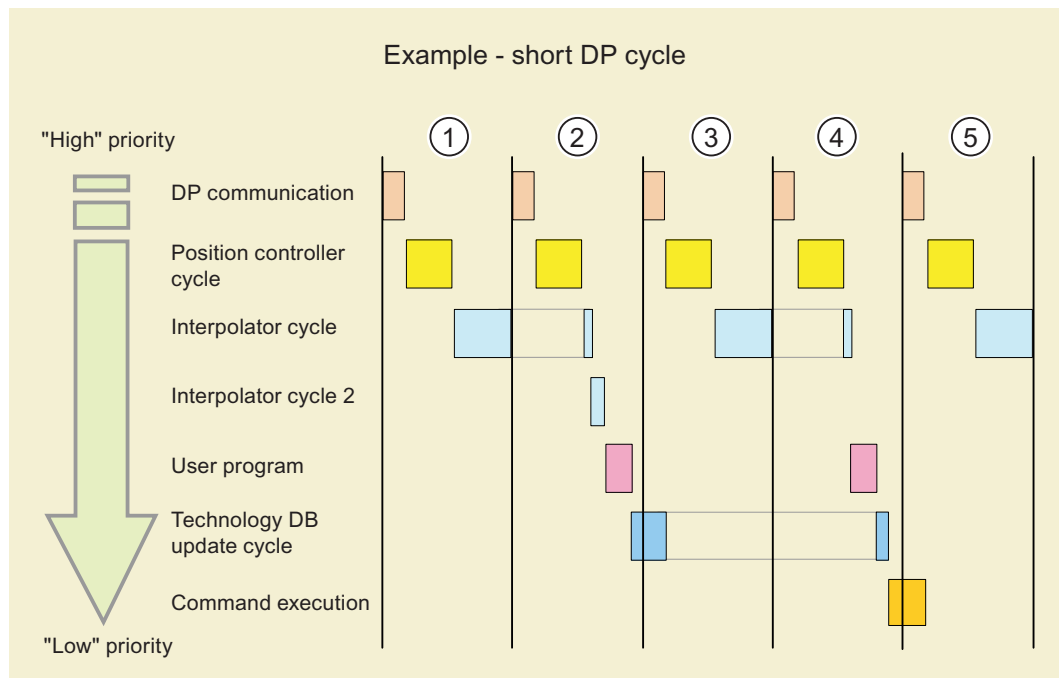 Example - short DP cycle
"High" priority
1 2 3 4 5
DP communication
Position controller
cycle
Interpolator cycle
Interpolator cycle 2
User program
Technology DB
update cycle
Command execution
"Low" priority